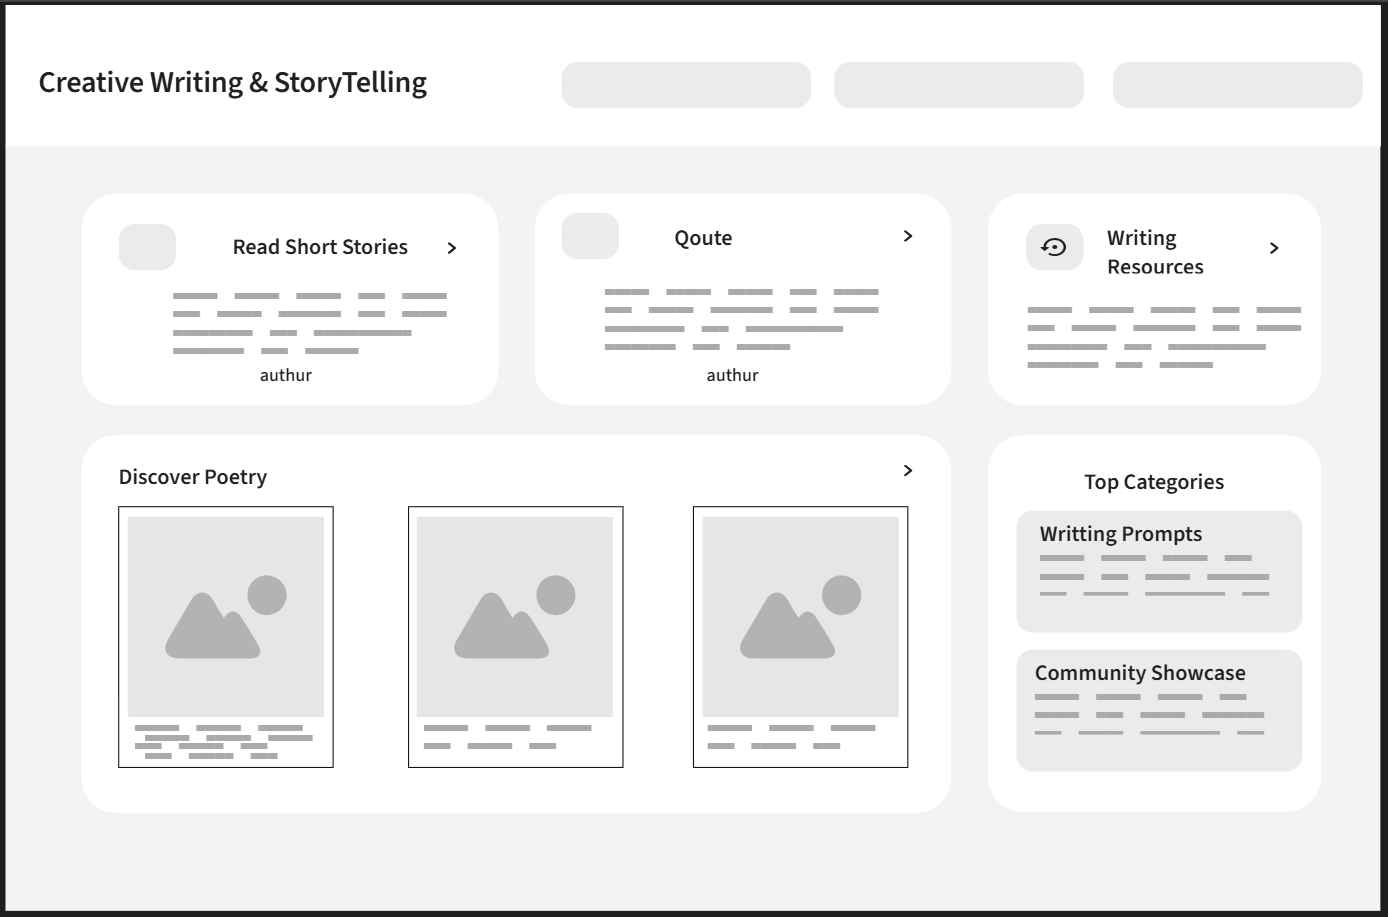 Creative Writing & StoryTelling
Read Short Stories
authur
Qoute
authur
Writing
Resources
Discover Poetry
Top Categories
Writting Prompts
Community Showcase